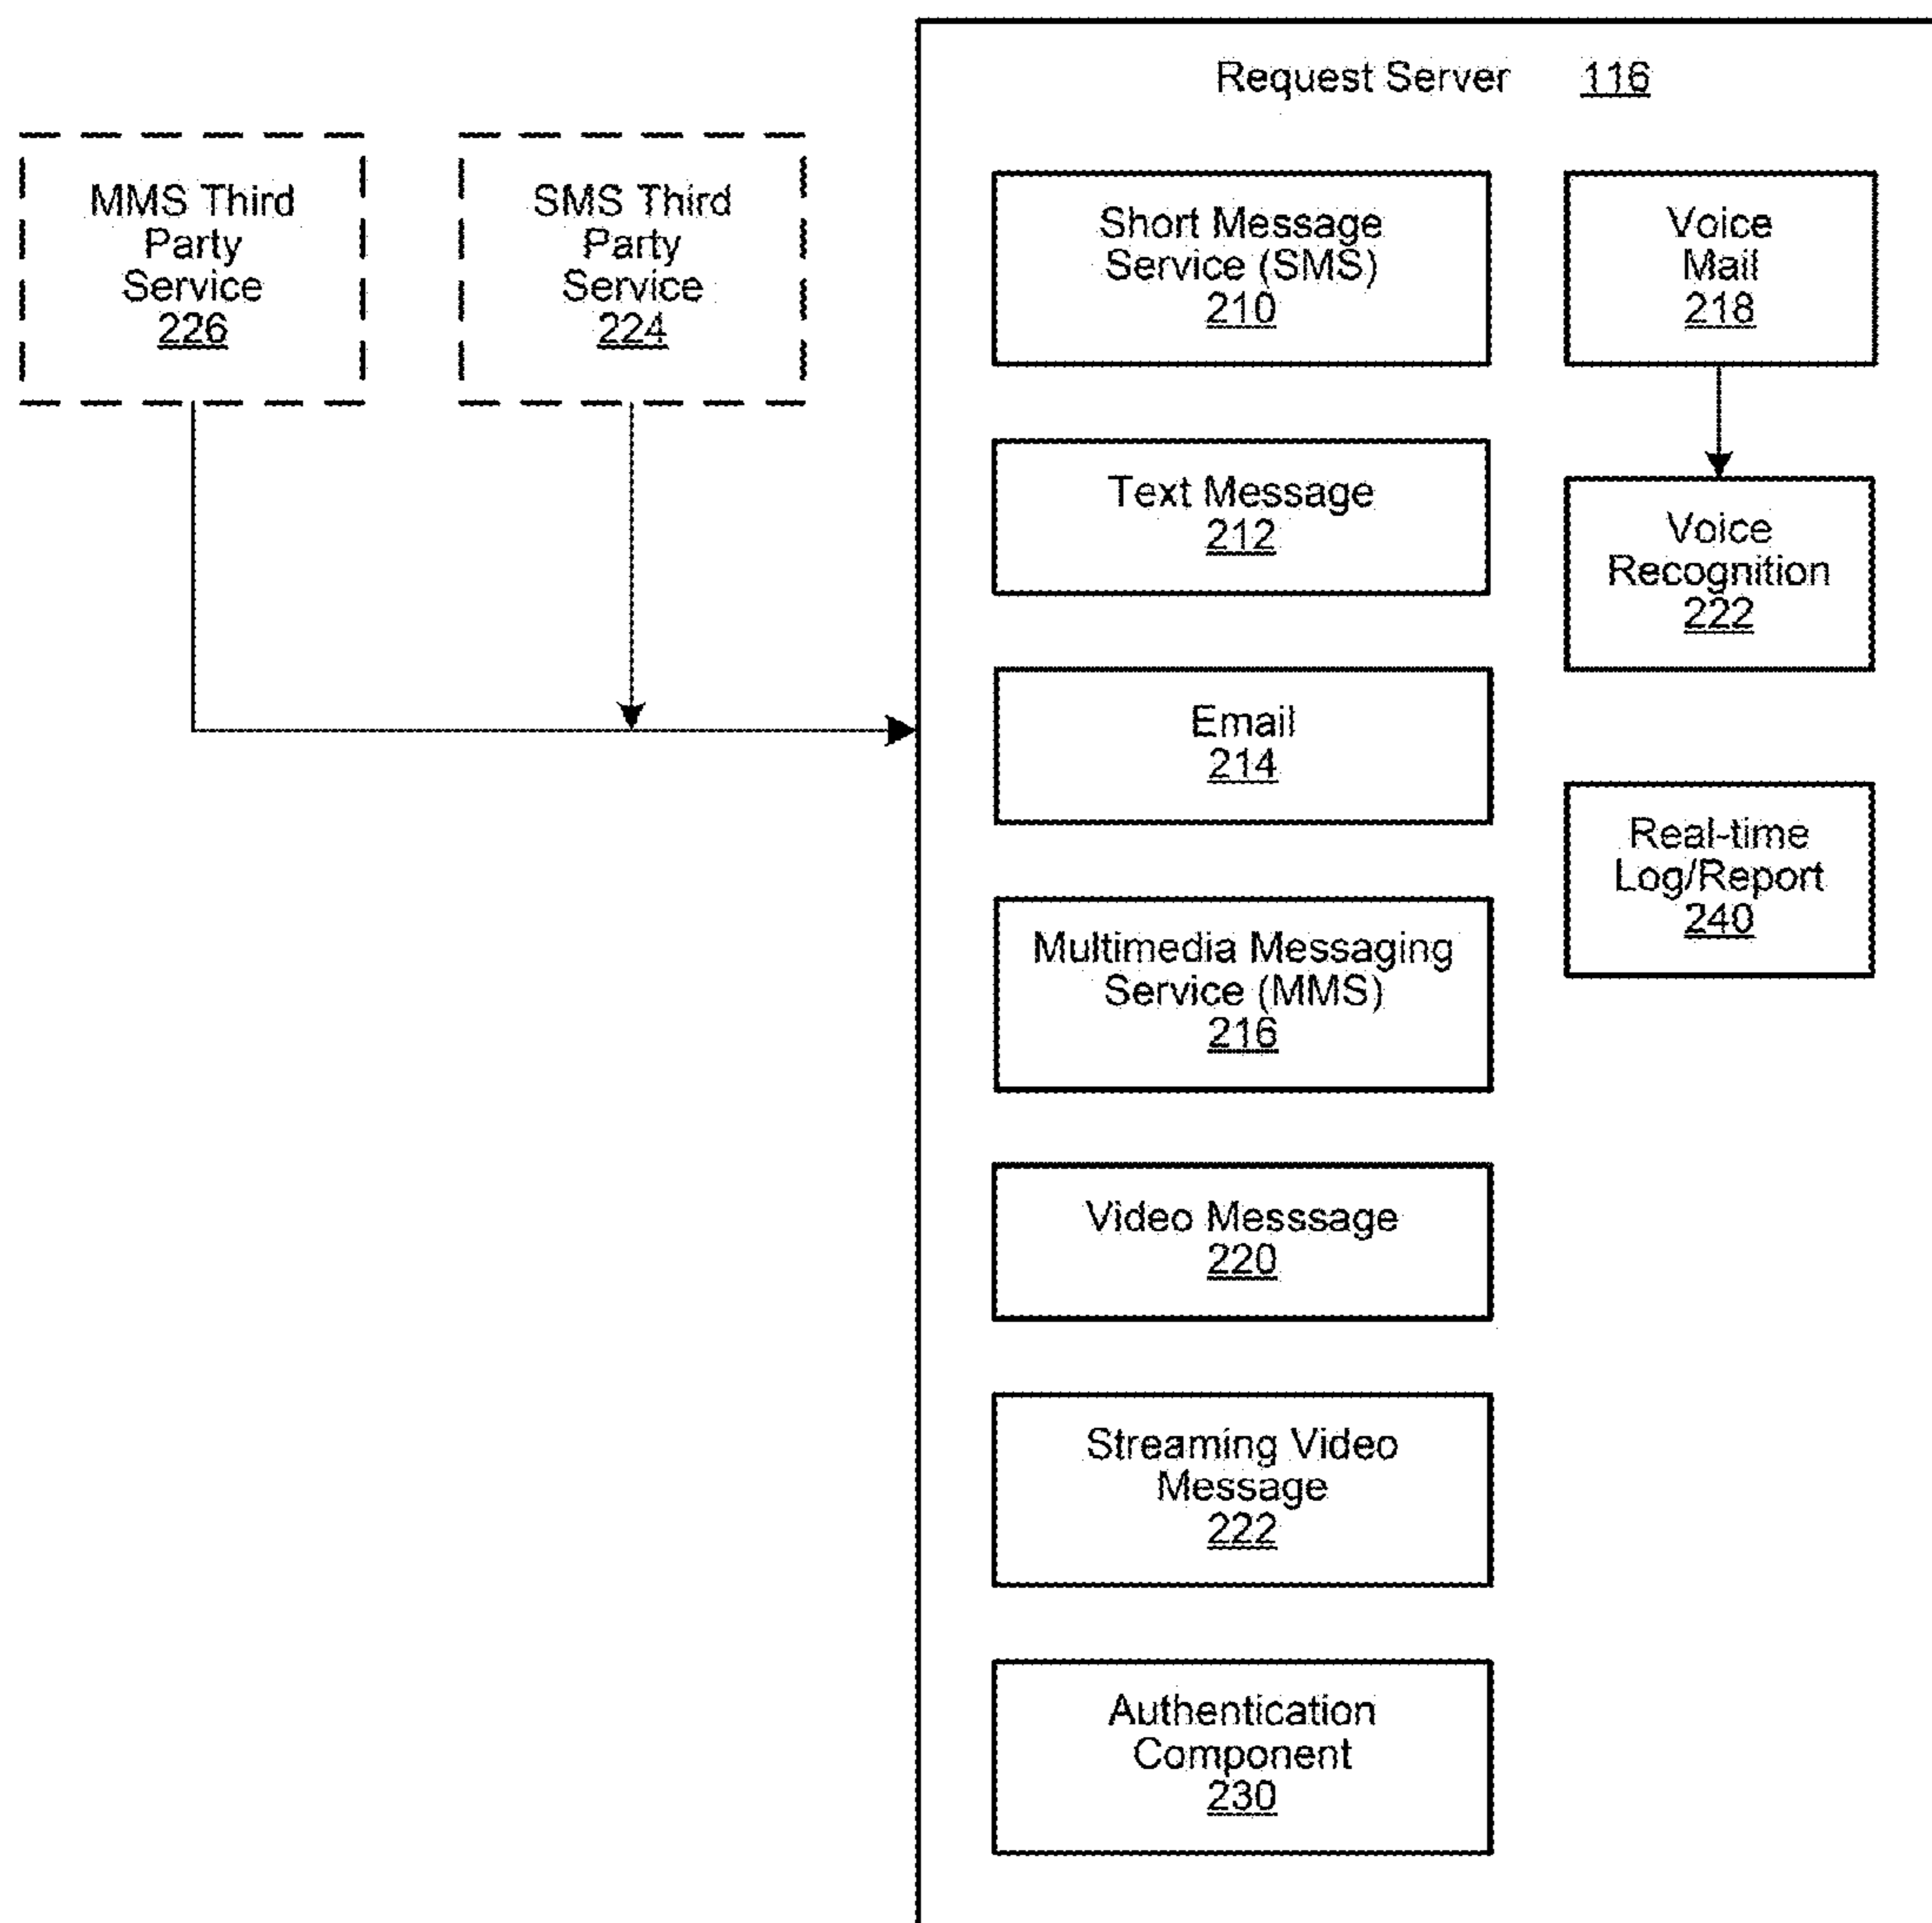 Request Server 116
MMS Third
Party
Service
226
SMS Third
Party
Service
224
Short Message
Service (SMS)
210
Voice
Mail
218
Text Message
212
Voice
Recognition
222
Email
214
Real-time
Log/Report
240
Multimedia Messaging
Service (MMS)
216
Video Messsage
220
Streaming Video
Message
222
Authentication
Component
230